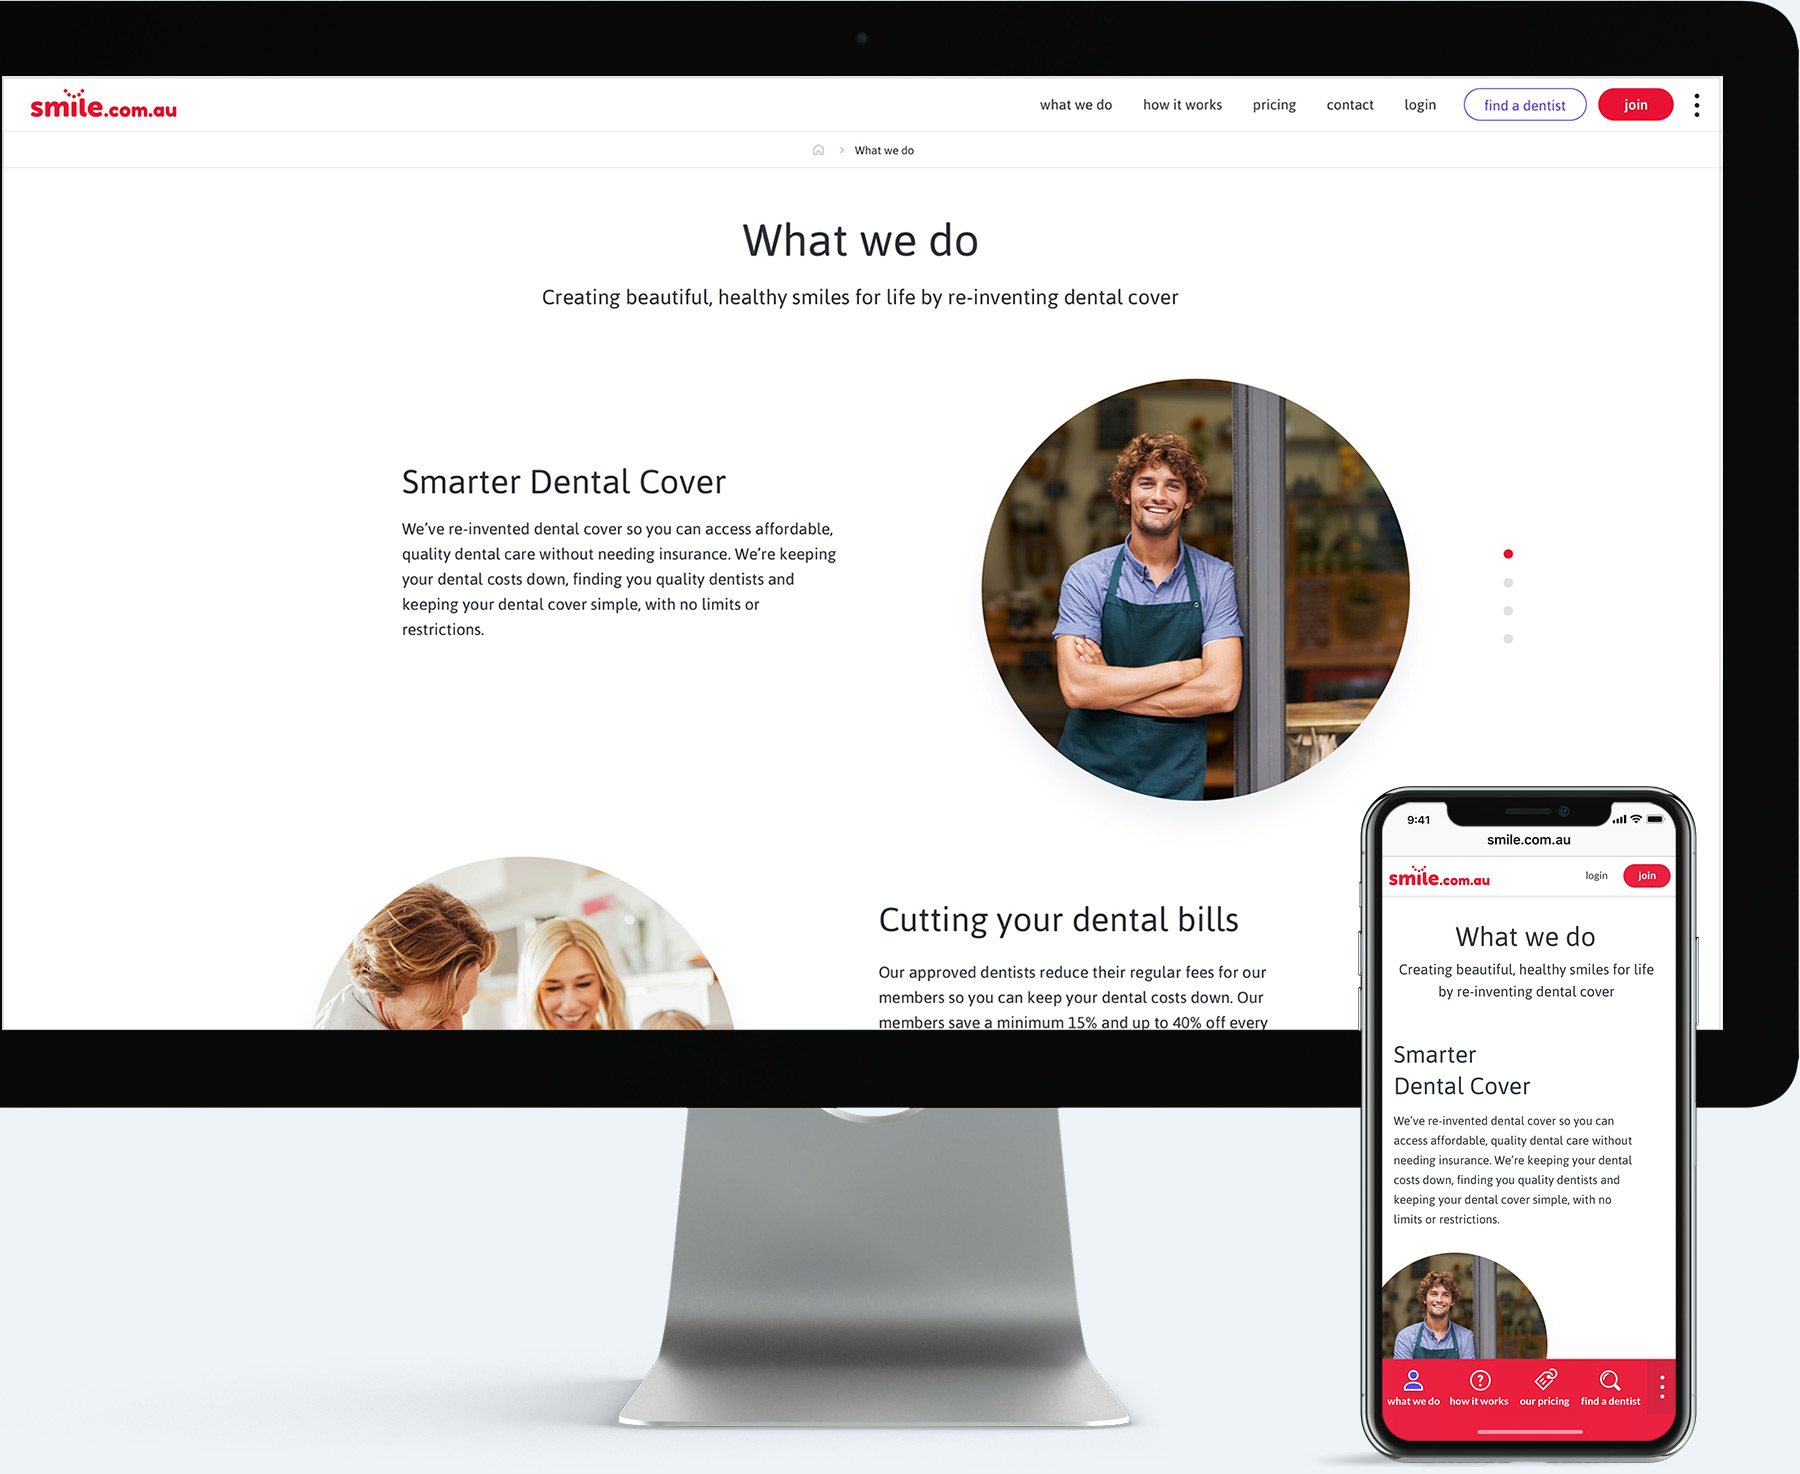 smile.com.au
what we do
how it works
pricing
contact
login
find a dentist
join
What we do
What we do
Creating beautiful, healthy smiles for life by re-inventing dental cover
Smarter Dental Cover
We've re-invented dental cover so you can access affordable,
quality dental care without needing insurance. We're keeping
your dental costs down, finding you quality dentists and
keeping your dental cover simple, with no limits or
restrictions.
Cutting your dental bills
Our approved dentists reduce their regular fees for our
members so you can keep your dental costs down. Our
members save a minimum 15% and up to 40% off every
9:41
smile.com.au
smile.com.au
login
join
What we do
Creating beautiful, healthy smiles for life
by re-inventing dental cover
Smarter
Dental Cover
We've re-invented dental cover so you can
access affordable, quality dental care without
needing insurance. We're keeping your dental
costs down, finding you quality dentists and
keeping your dental cover simple, with no
limits or restrictions.
what we do
how it works
our pricing
find a dentist